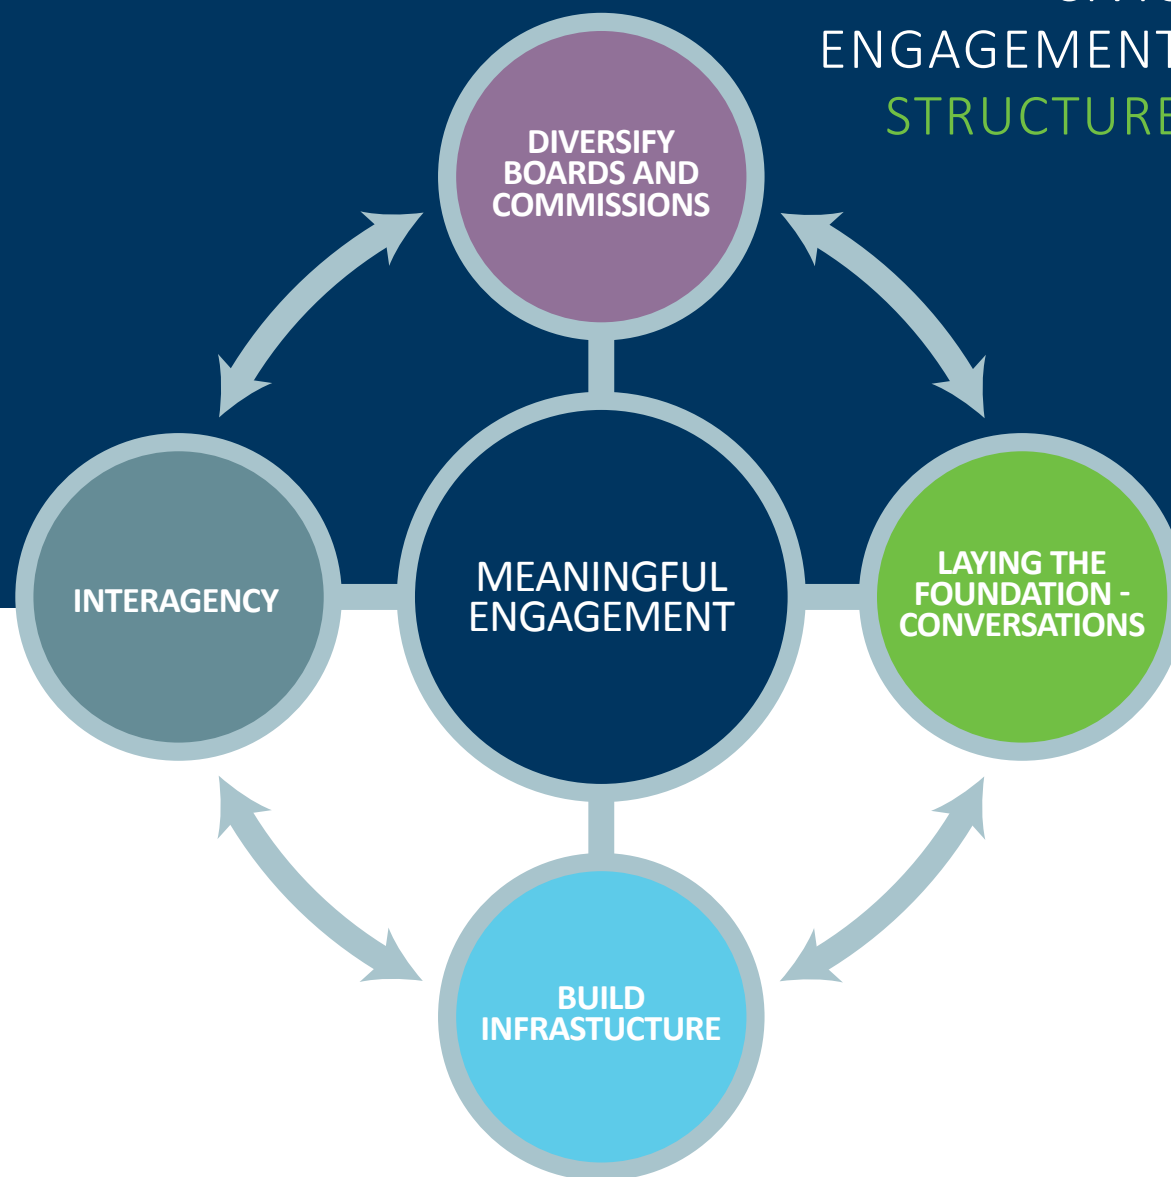 ENGAGEMENT
STRUCTURE
DIVERSIFY
BOARDS AND
COMMISSIONS
INTERAGENCY
MEANINGFUL
ENGAGEMENT
LAYING THE
FOUNDATION -
CONVERSATIONS
BUILD
INFRASTUCTURE